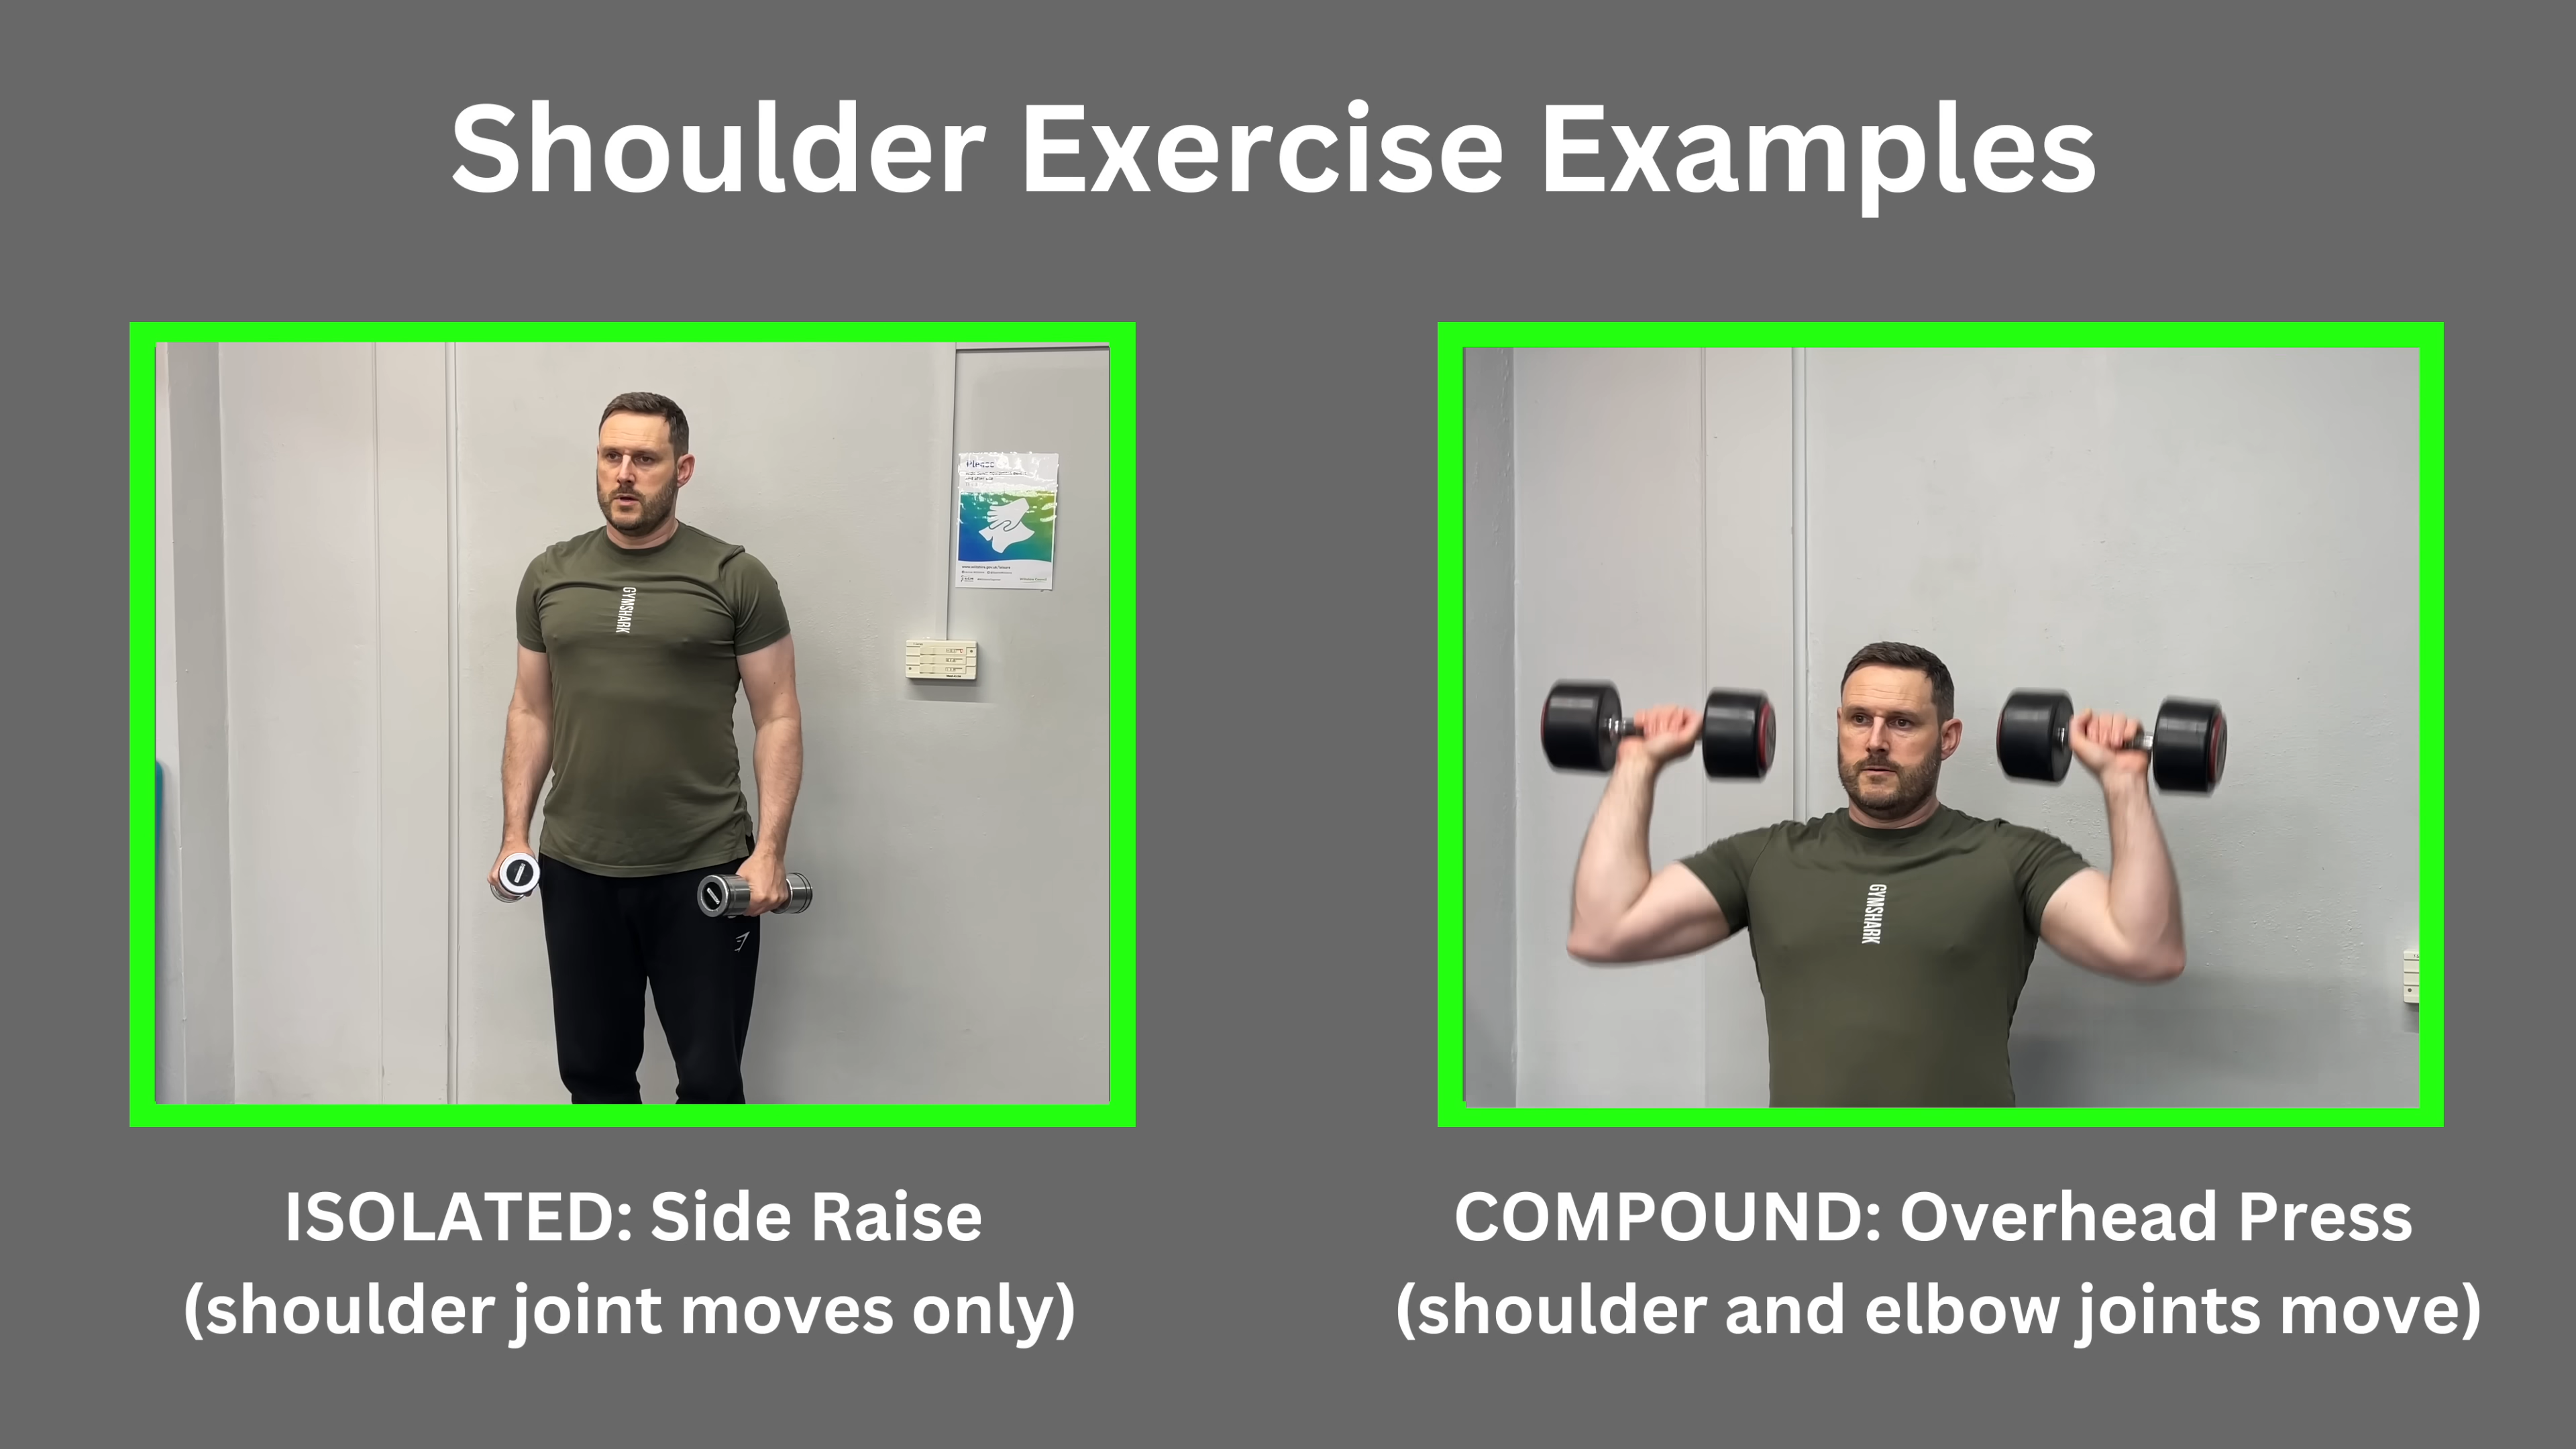 Shoulder Exercise Examples
GYMSHARK
GYMSHARK
ISOLATED: Side Raise
(shoulder joint moves only)
COMPOUND: Overhead Press
(shoulder and elbow joints move)